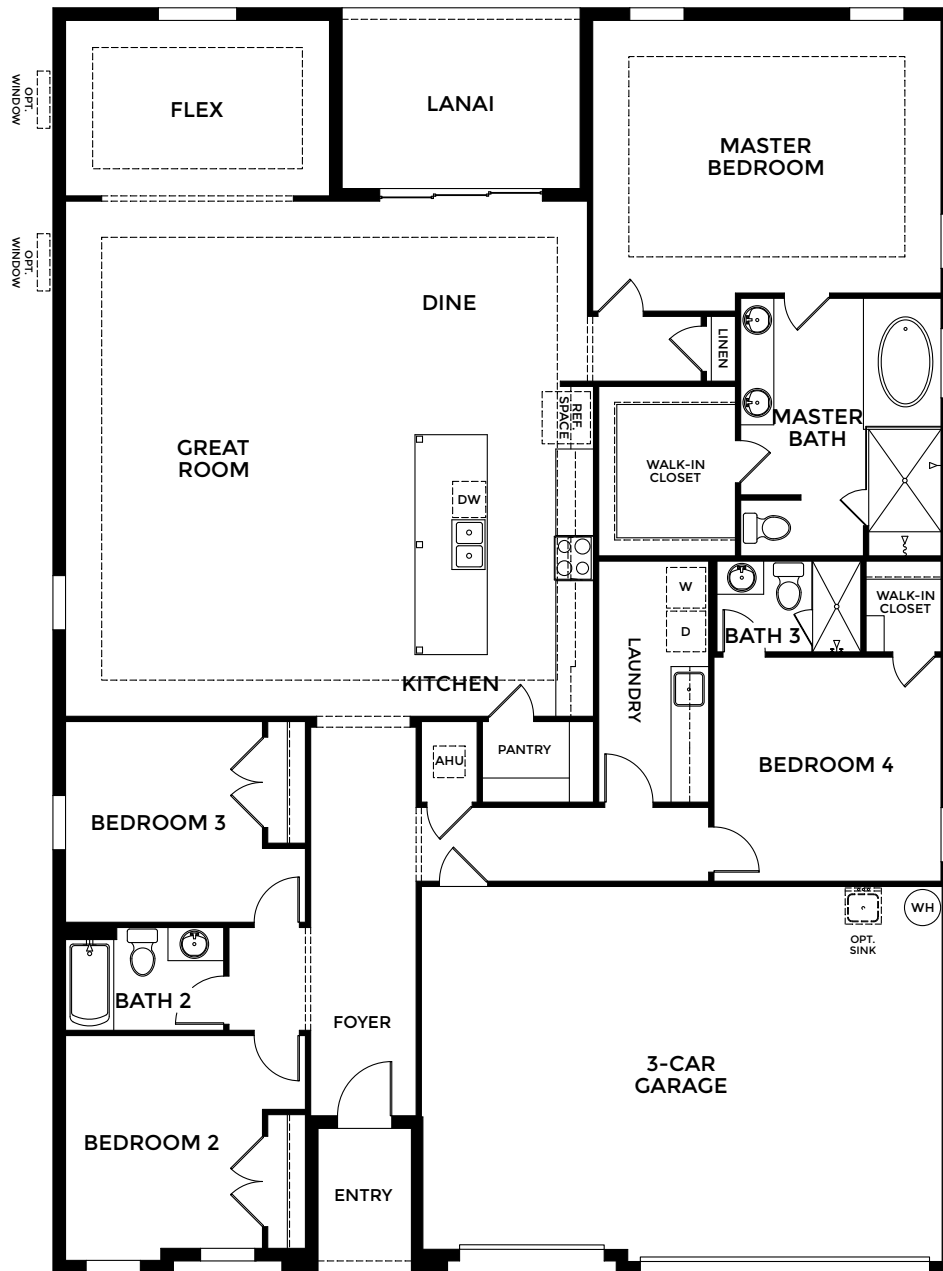 FLEX
LANAI
MASTER
BEDROOM
OPT.
WINDOW
OPT.
WINDOW
DINE
LINEN
REF.
SPACE
MASTER
BATH
GREAT
ROOM
WALK-IN
CLOSET
DW
W
D
WALK-IN
CLOSET
BATH 3
LAUNDRY
KITCHEN
PANTRY
AHU
BEDROOM 4
BEDROOM 3
WH
OPT.
SINK
BATH 2
FOYER
3-CAR
GARAGE
BEDROOM 2
ENTRY